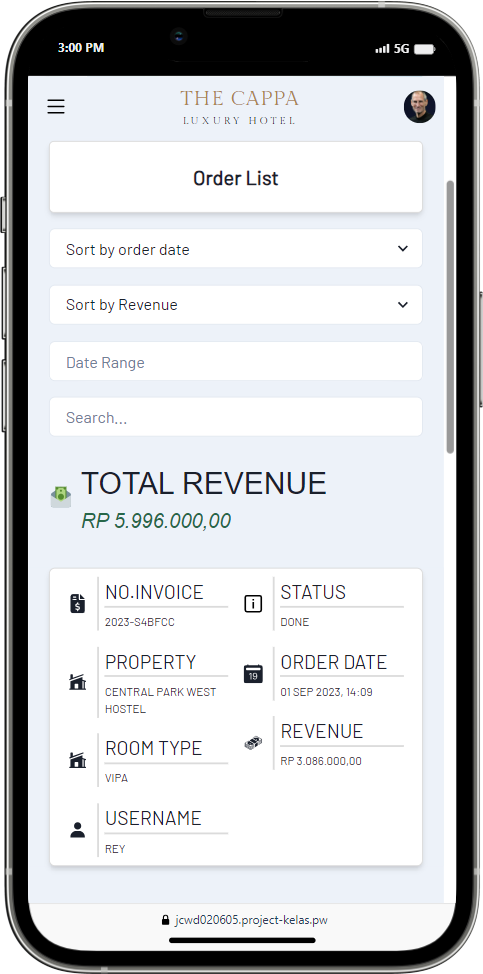 3:00 PM
5G
THE CAPPA
LUXURY HOTEL
Order List
Sort by order date
Sort by Revenue
Date Range
Search...
TOTAL REVENUE
RP 5.996.000,00
NO.INVOICE
2023-S4BFCC
PROPERTY
CENTRAL PARK WEST
HOSTEL
ROOM TYPE
VIPA
USERNAME
REY
STATUS
DONE
19
ORDER DATE
01 SEP 2023, 14:09
REVENUE
RP 3.086.000,00
jcwd020605.project-kelas.pw